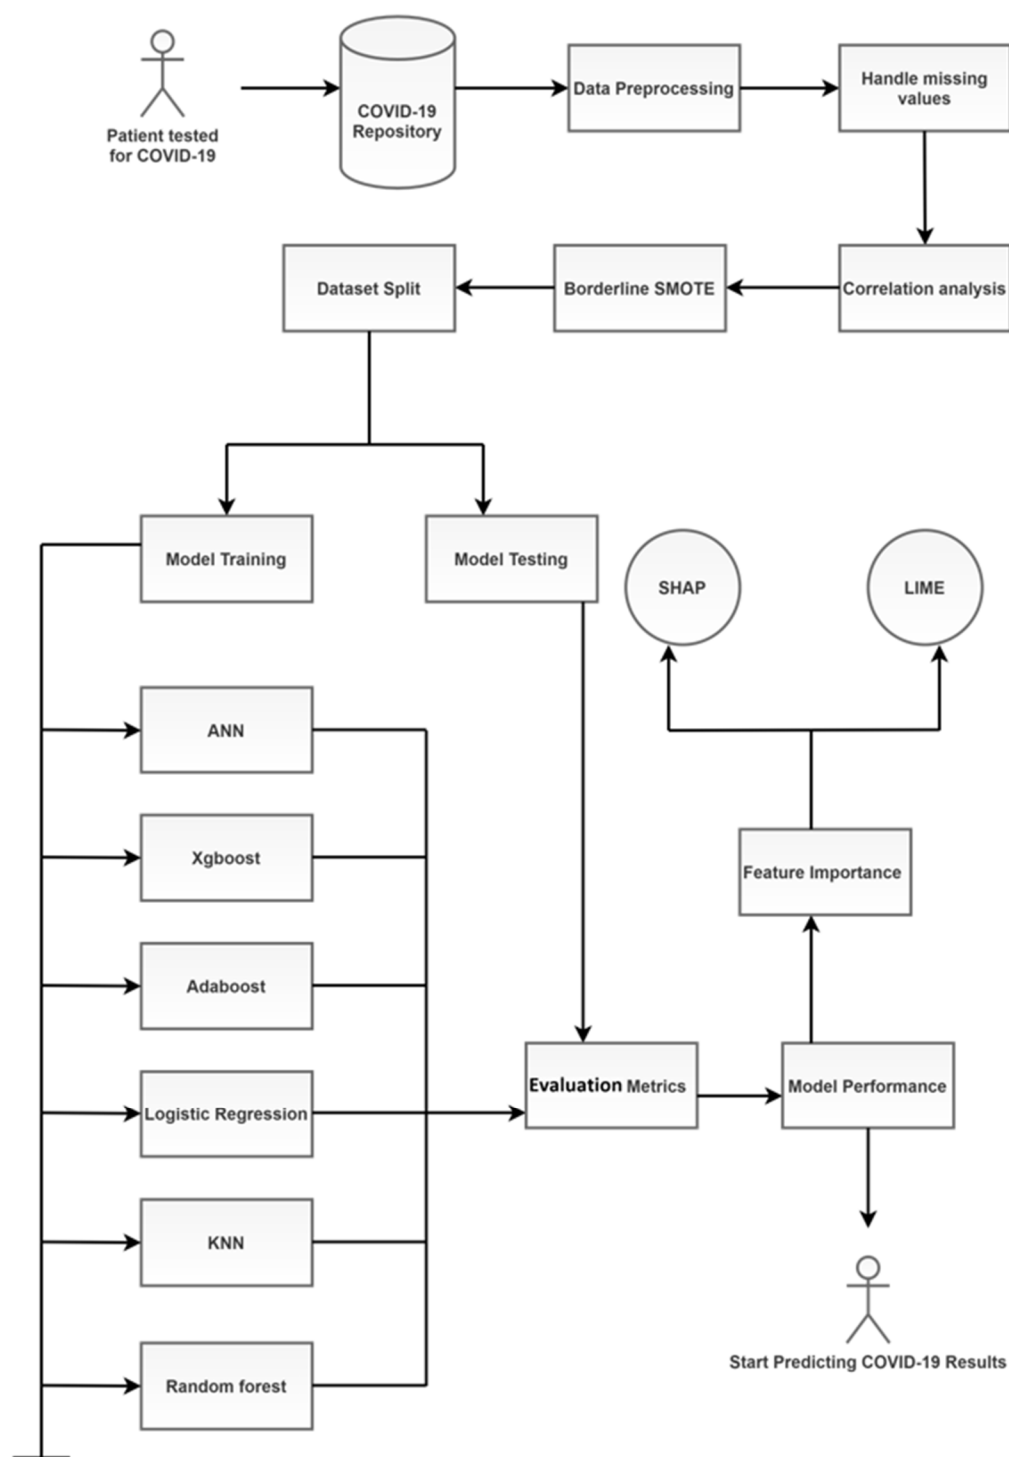 Patient tested
for COVID-19
COVID-19
Repository
Data Preprocessing
Handle missing
values
Dataset Split
Borderline SMOTE
Correlation analysis
Model Training
Model Testing
SHAP
LIME
ANN
Xgboost
Feature Importance
Adaboost
Logistic Regression
Evaluation Metrics
Model Performance
KNN
Start Predicting COVID-19 Results
Random forest